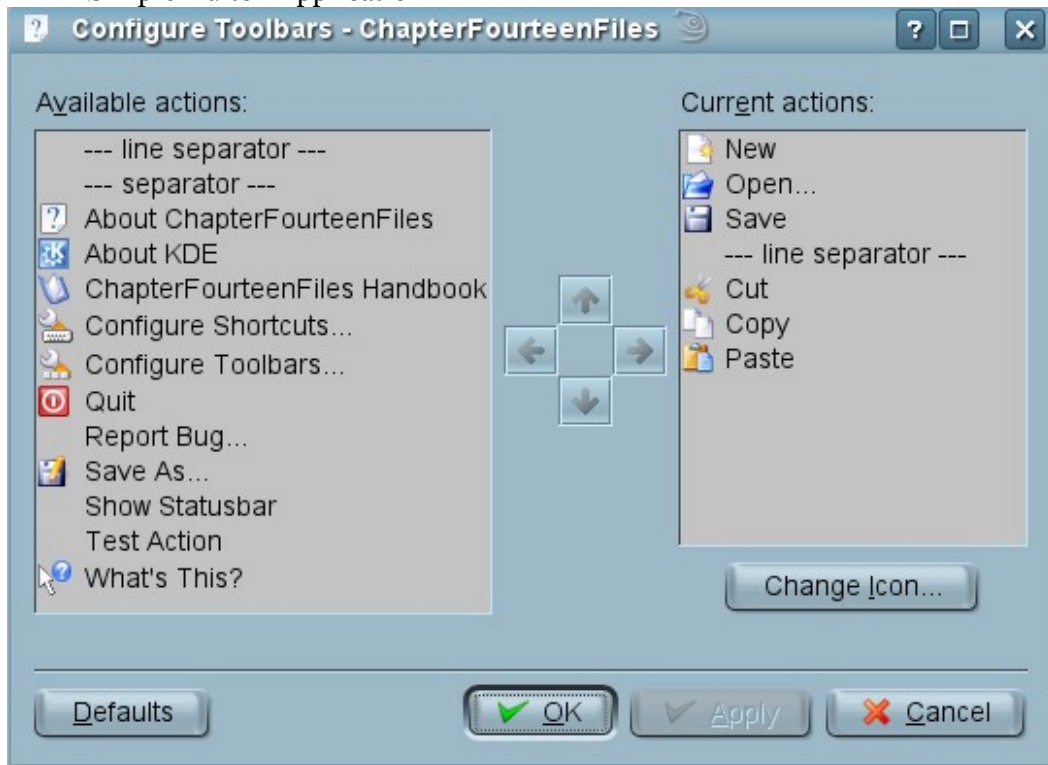 Configure Toolbars - ChapterFourteenFiles
Available actions:
--- line separator ---
--- separator ---
About ChapterFourteenFiles
About KDE
ChapterFourteenFiles Handbook
Configure Shortcuts...
Configure Toolbars...
Quit
Report Bug...
Save As...
Show Statusbar
Test Action
What's This?
Current actions:
New
Open...
Save
--- line separator ---
Cut
Copy
Paste
Change Icon...
Defaults
OK
Apply
Cancel